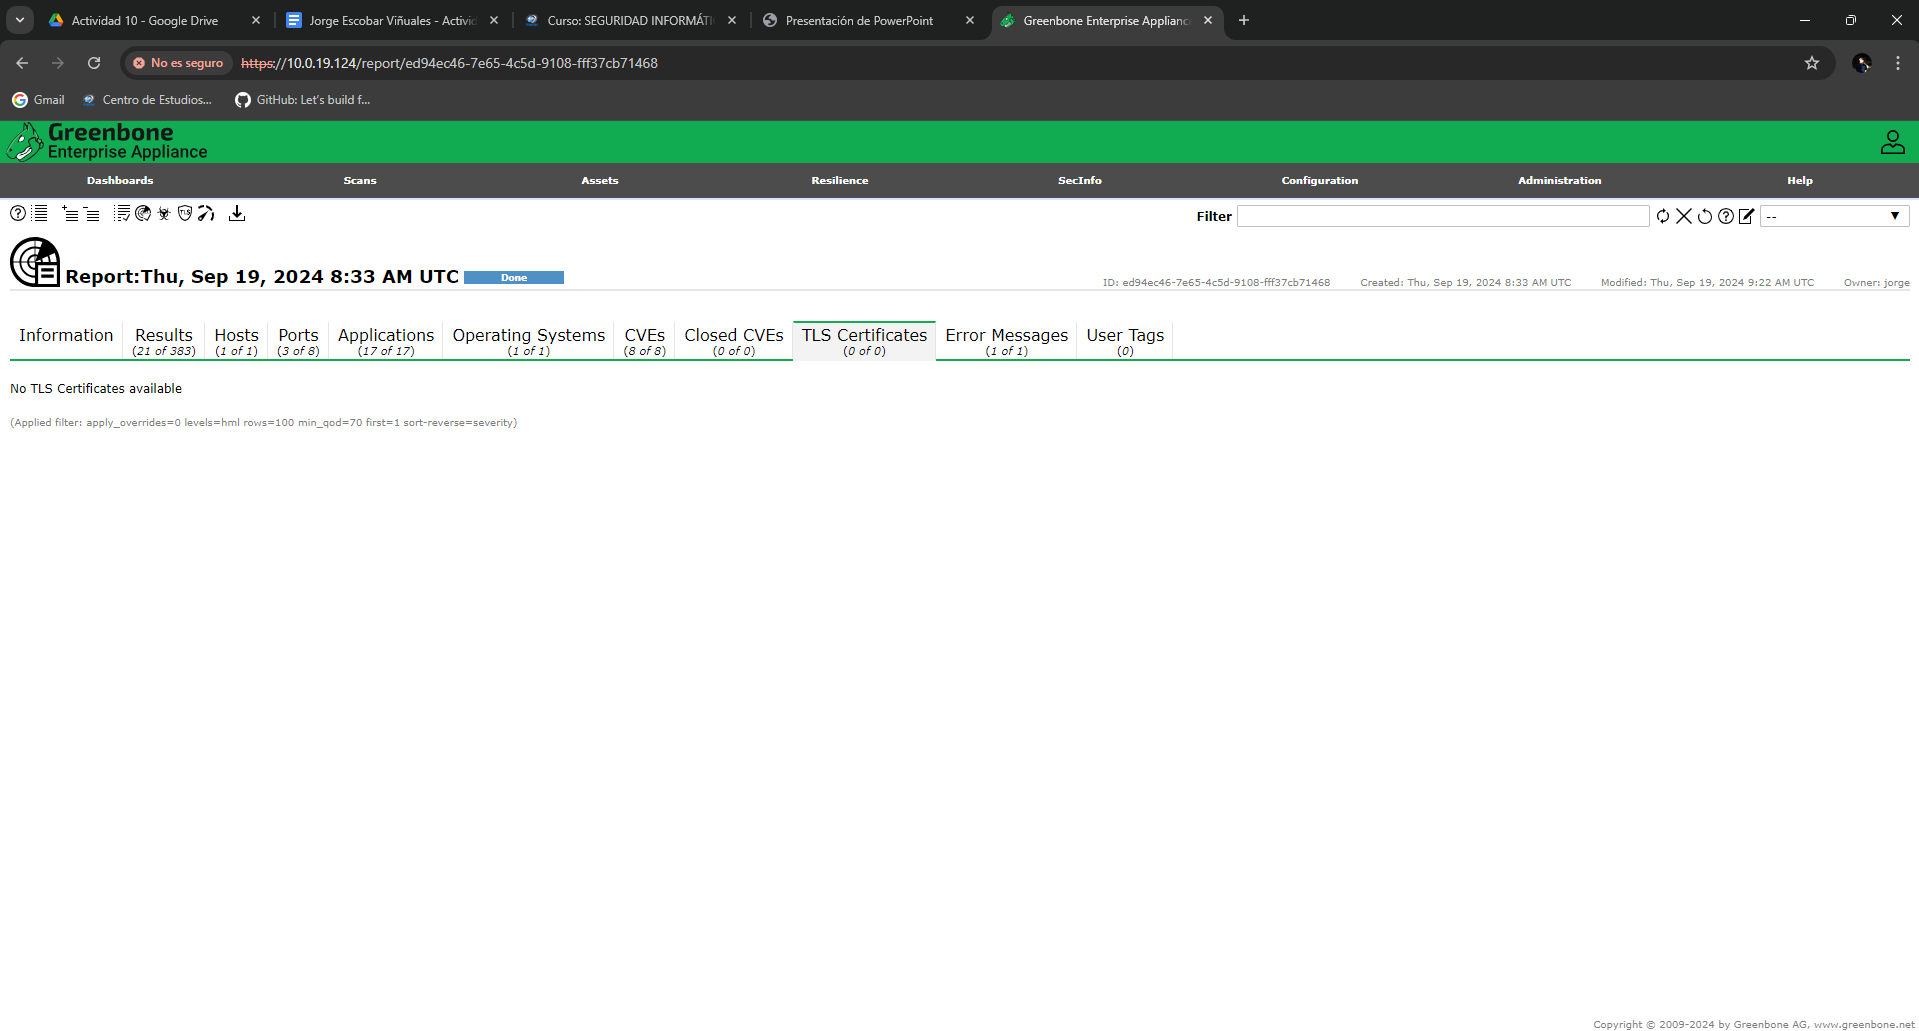 Actividad 10 - Google Drive
Jorge Escobar Viñuales - Activid
Curso: SEGURIDAD INFORMÁTI
Presentación de PowerPoint
Greenbone Enterprise Appliance
No es seguro
https://10.0.19.124/report/ed94ec46-7e65-4c5d-9108-fff37cb71468
Gmail
Centro de Estudios...
GitHub: Let's build f...
Greenbone
Enterprise Appliance
Dashboards
Scans
Assets
Resilience
SecInfo
Configuration
Administration
Help
TLS
Filter
--
Report:Thu, Sep 19, 2024 8:33 AM UTC
Done
ID: ed94ec46-7e65-4c5d-9108-fff37cb71468
Created: Thu, Sep 19, 2024 8:33 AM UTC
Modified: Thu, Sep 19, 2024 9:22 AM UTC
Owner: jorge
Information
Results
(21 of 383)
Hosts
(1 of 1)
Ports
(3 of 8)
Applications
(17 of 17)
Operating Systems
(1 of 1)
CVEs
(8 of 8)
Closed CVEs
(0 of 0)
TLS Certificates
(0 of 0)
Error Messages
(1 of 1)
User Tags
(0)
No TLS Certificates available
(Applied filter: apply_overrides=0 levels=hml rows=100 min_qod=70 first=1 sort-reverse=severity)
Copyright © 2009-2024 by Greenbone AG, www.greenbone.net